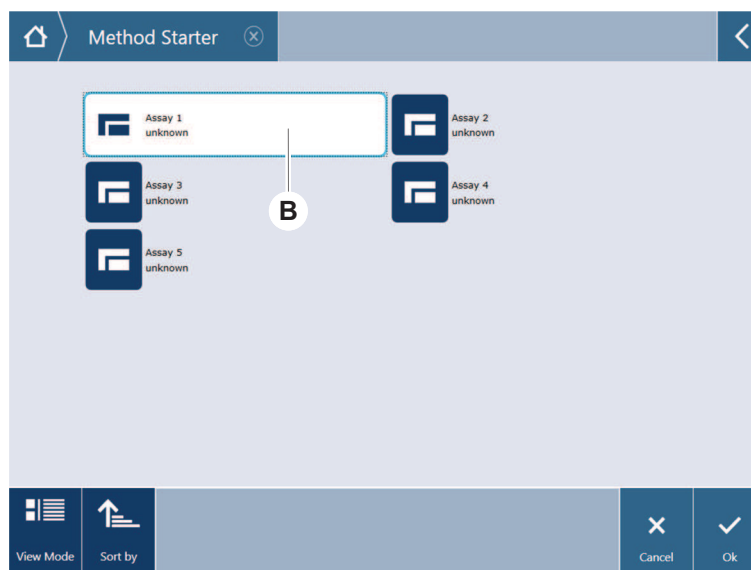 Method Starter
Assay 1
unknown
Assay 2
unknown
Assay 3
unknown
Assay 4
unknown
B
Assay 5
unknown
View Mode
Sort by
Cancel
Ok